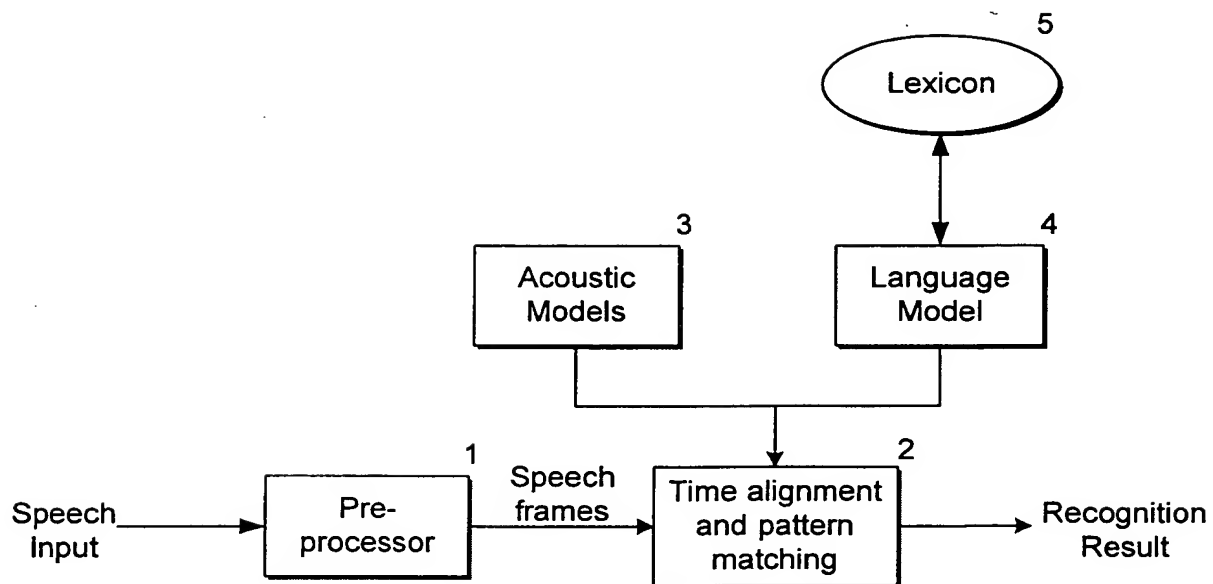 5
Lexicon
3
4
Acoustic
Models
Language
Model
1
2
Speech
Input
Pre-
processor
Speech
frames
Time alignment
and pattern
matching
Recognition
Result